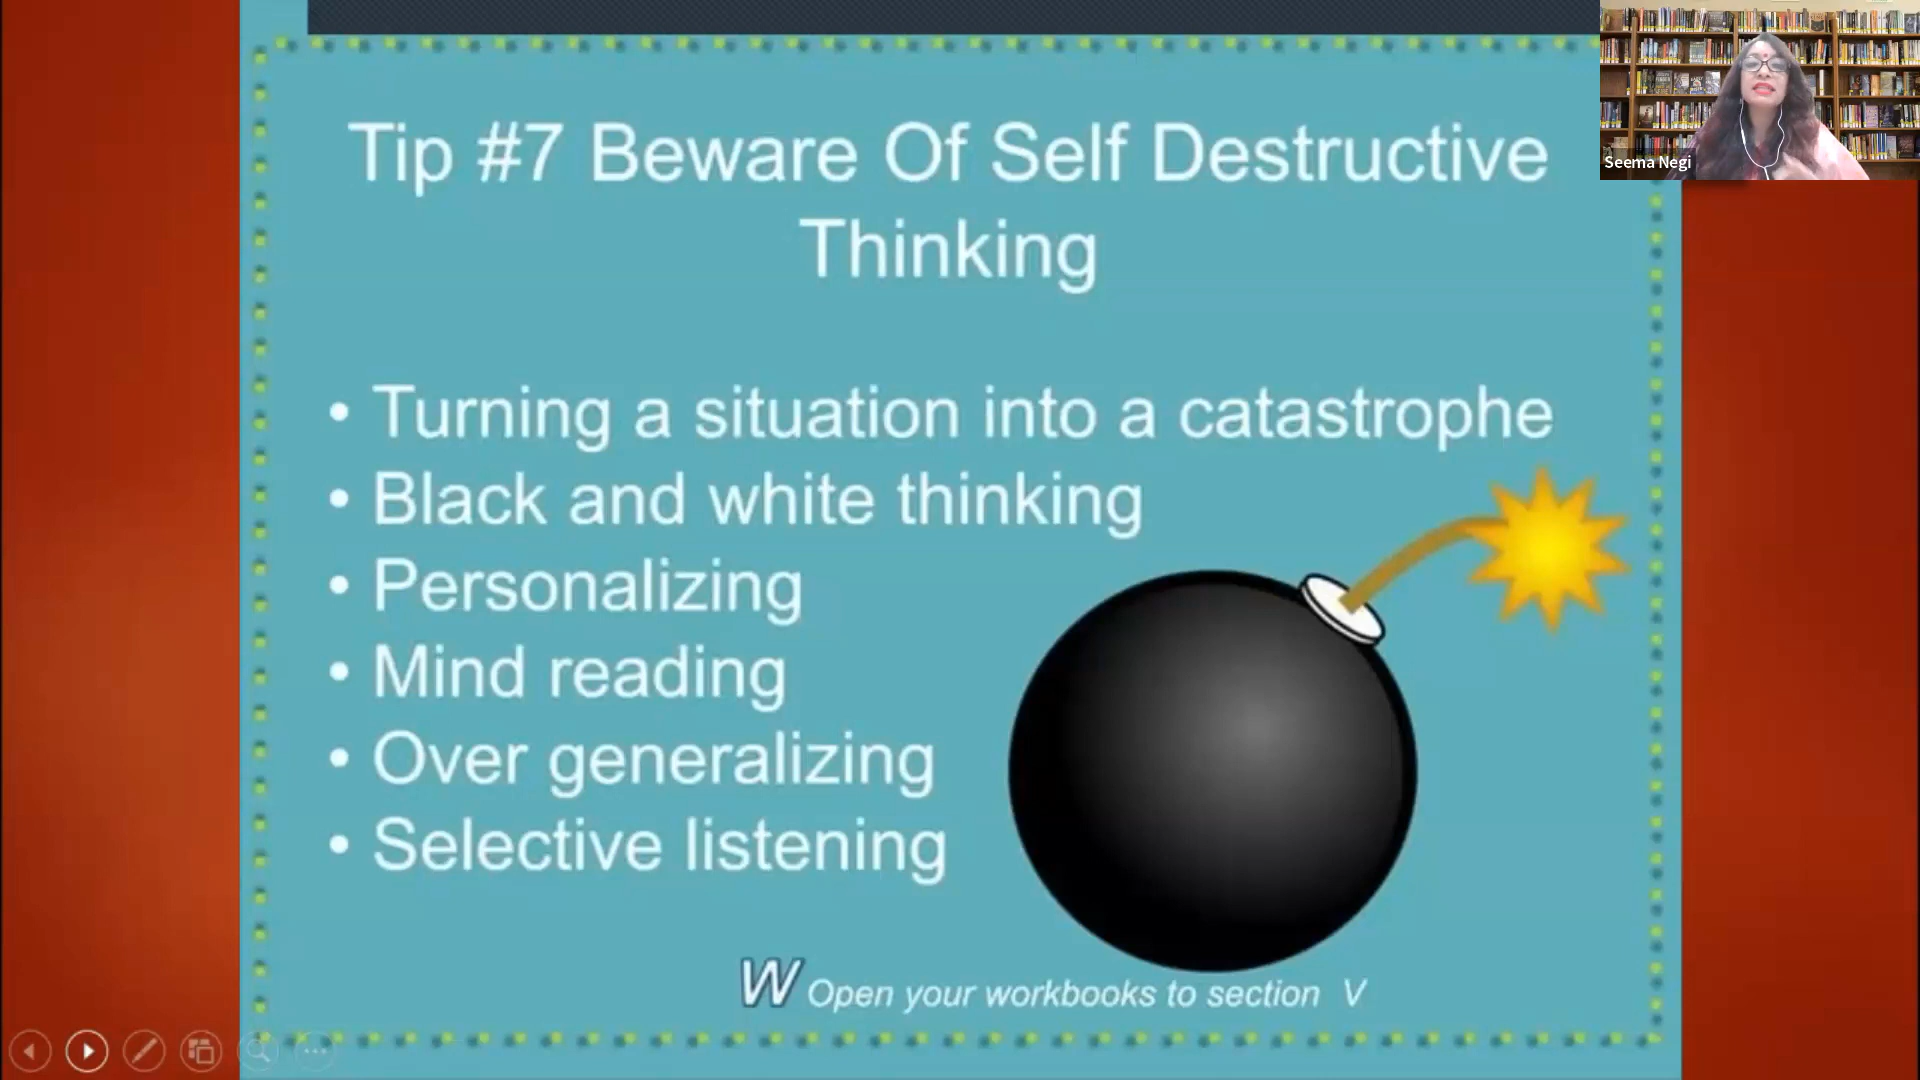 Tip #7 Beware Of Self Destructive
Thinking
• Turning a situation into a catastrophe
• Black and white thinking
• Personalizing
• Mind reading
• Over generalizing
• Selective listening
W Open your workbooks to section V
Seema Negi